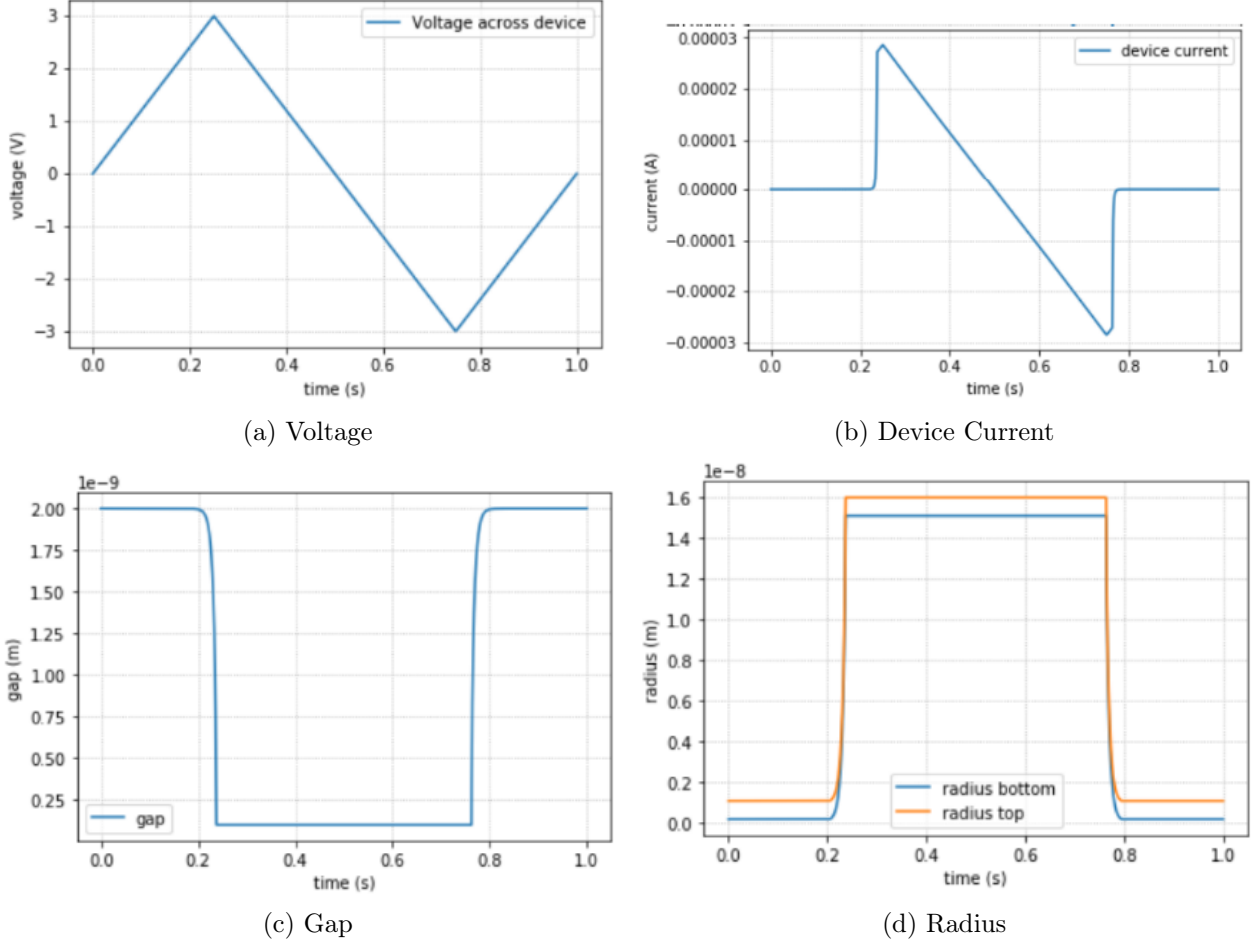 3
2
1
0
−1
−2
−3
voltage (V)
0.0 0.2 0.4 0.6 0.8 1.0
time (s)
Voltage across device
(a) Voltage
0.00003
0.00002
0.00001
0.00000
−0.00001
−0.00002
−0.00003
current (A)
0.0 0.2 0.4 0.6 0.8 1.0
time (s)
device current
(b) Device Current
1e−9
2.00
1.75
1.50
1.25
1.00
0.75
0.50
0.25
gap (m)
gap
0.0 0.2 0.4 0.6 0.8 1.0
time (s)
(c) Gap
1e−8
1.6
1.4
1.2
1.0
0.8
0.6
0.4
0.2
0.0
radius (m)
radius bottom
radius top
0.0 0.2 0.4 0.6 0.8 1.0
time (s)
(d) Radius